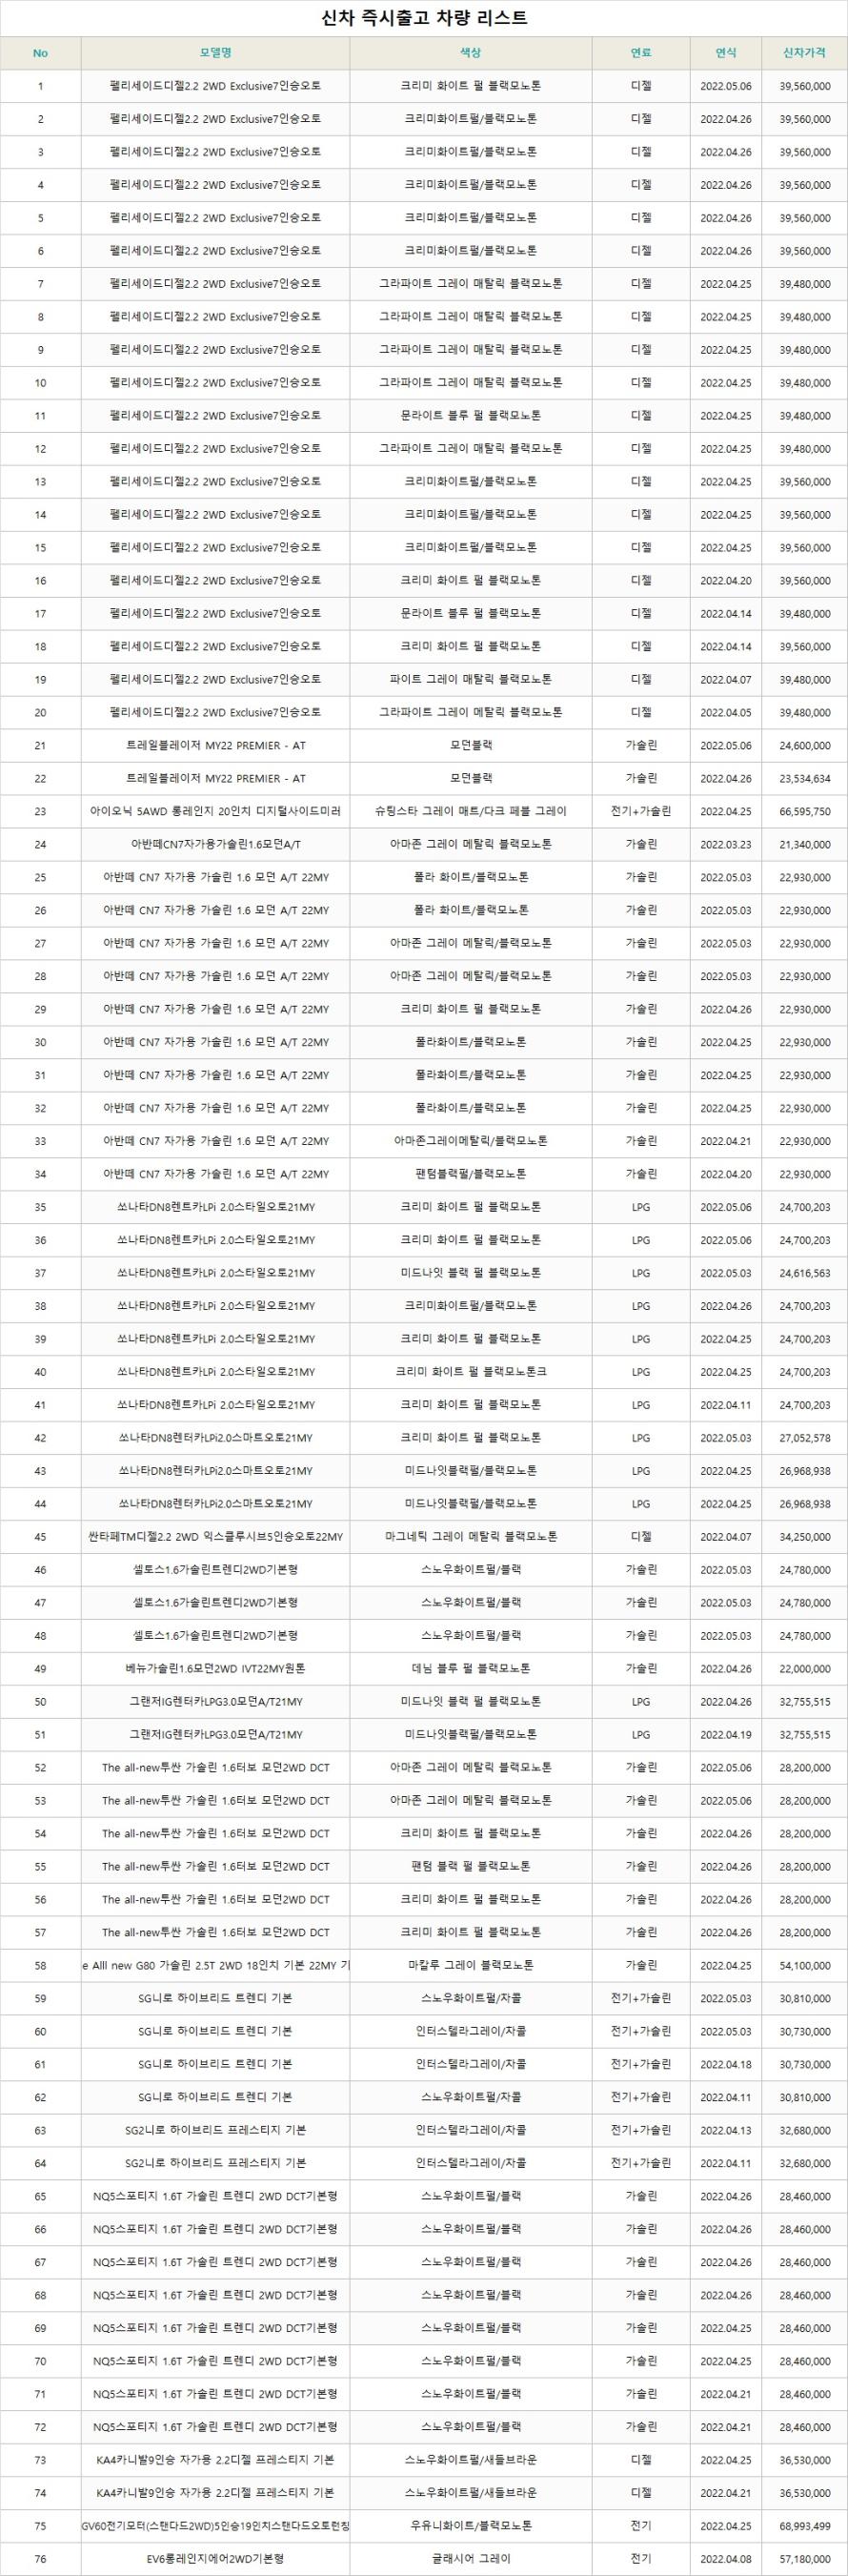 신차 즉시출고 차량 리스트
No 모델명 색상 연료 연식 신차가격
1 펠리세이드디젤2.2 2WD Exclusive7인승오토 크리미 화이트 펄 블랙모노톤 디젤 2022.05.06 39,560,000
2 펠리세이드디젤2.2 2WD Exclusive7인승오토 크리미화이트펄/블랙모노톤 디젤 2022.04.26 39,560,000
3 펠리세이드디젤2.2 2WD Exclusive7인승오토 크리미화이트펄/블랙모노톤 디젤 2022.04.26 39,560,000
4 펠리세이드디젤2.2 2WD Exclusive7인승오토 크리미화이트펄/블랙모노톤 디젤 2022.04.26 39,560,000
5 펠리세이드디젤2.2 2WD Exclusive7인승오토 크리미화이트펄/블랙모노톤 디젤 2022.04.26 39,560,000
6 펠리세이드디젤2.2 2WD Exclusive7인승오토 크리미화이트펄/블랙모노톤 디젤 2022.04.26 39,560,000
7 펠리세이드디젤2.2 2WD Exclusive7인승오토 그라파이트 그레이 매탈릭 블랙모노톤 디젤 2022.04.25 39,480,000
8 펠리세이드디젤2.2 2WD Exclusive7인승오토 그라파이트 그레이 매탈릭 블랙모노톤 디젤 2022.04.25 39,480,000
9 펠리세이드디젤2.2 2WD Exclusive7인승오토 그라파이트 그레이 매탈릭 블랙모노톤 디젤 2022.04.25 39,480,000
10 펠리세이드디젤2.2 2WD Exclusive7인승오토 그라파이트 그레이 매탈릭 블랙모노톤 디젤 2022.04.25 39,480,000
11 펠리세이드디젤2.2 2WD Exclusive7인승오토 문라이트 블루 펄 블랙모노톤 디젤 2022.04.25 39,480,000
12 펠리세이드디젤2.2 2WD Exclusive7인승오토 그라파이트 그레이 매탈릭 블랙모노톤 디젤 2022.04.25 39,480,000
13 펠리세이드디젤2.2 2WD Exclusive7인승오토 크리미화이트펄/블랙모노톤 디젤 2022.04.25 39,560,000
14 펠리세이드디젤2.2 2WD Exclusive7인승오토 크리미화이트펄/블랙모노톤 디젤 2022.04.25 39,560,000
15 펠리세이드디젤2.2 2WD Exclusive7인승오토 크리미화이트펄/블랙모노톤 디젤 2022.04.25 39,560,000
16 펠리세이드디젤2.2 2WD Exclusive7인승오토 크리미 화이트 펄 블랙모노톤 디젤 2022.04.20 39,560,000
17 펠리세이드디젤2.2 2WD Exclusive7인승오토 문라이트 블루 펄 블랙모노톤 디젤 2022.04.14 39,480,000
18 펠리세이드디젤2.2 2WD Exclusive7인승오토 크리미 화이트 펄 블랙모노톤 디젤 2022.04.14 39,560,000
19 펠리세이드디젤2.2 2WD Exclusive7인승오토 파이트 그레이 매탈릭 블랙모노톤 디젤 2022.04.07 39,480,000
20 펠리세이드디젤2.2 2WD Exclusive7인승오토 그라파이트 그레이 메탈릭 블랙모노톤 디젤 2022.04.05 39,480,000
21 트레일블레이저 MY22 PREMIER - AT 모던블랙 가솔린 2022.05.06 24,600,000
22 트레일블레이저 MY22 PREMIER - AT 모던블랙 가솔린 2022.04.26 23,534,634
23 아이오닉 5AWD 롱레인지 20인치 디지털사이드미러 슈팅스타 그레이 매트/다크 페블 그레이 전기+가솔린 2022.04.25 66,595,750
24 아반떼CN7자가용가솔린1.6모던A/T 아마존 그레이 메탈릭 블랙모노톤 가솔린 2022.03.23 21,340,000
25 아반떼 CN7 자가용 가솔린 1.6 모던 A/T 22MY 폴라 화이트/블랙모노톤 가솔린 2022.05.03 22,930,000
26 아반떼 CN7 자가용 가솔린 1.6 모던 A/T 22MY 폴라 화이트/블랙모노톤 가솔린 2022.05.03 22,930,000
27 아반떼 CN7 자가용 가솔린 1.6 모던 A/T 22MY 아마존 그레이 메탈릭/블랙모노톤 가솔린 2022.05.03 22,930,000
28 아반떼 CN7 자가용 가솔린 1.6 모던 A/T 22MY 아마존 그레이 메탈릭/블랙모노톤 가솔린 2022.05.03 22,930,000
29 아반떼 CN7 자가용 가솔린 1.6 모던 A/T 22MY 크리미 화이트 펄 블랙모노톤 가솔린 2022.04.26 22,930,000
30 아반떼 CN7 자가용 가솔린 1.6 모던 A/T 22MY 폴라화이트/블랙모노톤 가솔린 2022.04.25 22,930,000
31 아반떼 CN7 자가용 가솔린 1.6 모던 A/T 22MY 폴라화이트/블랙모노톤 가솔린 2022.04.25 22,930,000
32 아반떼 CN7 자가용 가솔린 1.6 모던 A/T 22MY 폴라화이트/블랙모노톤 가솔린 2022.04.25 22,930,000
33 아반떼 CN7 자가용 가솔린 1.6 모던 A/T 22MY 아마존그레이메탈릭/블랙모노톤 가솔린 2022.04.21 22,930,000
34 아반떼 CN7 자가용 가솔린 1.6 모던 A/T 22MY 팬텀블랙펄/블랙모노톤 가솔린 2022.04.20 22,930,000
35 쏘나타DN8렌트카LPi 2.0스타일오토21MY 크리미 화이트 펄 블랙모노톤 LPG 2022.05.06 24,700,203
36 쏘나타DN8렌트카LPi 2.0스타일오토21MY 크리미 화이트 펄 블랙모노톤 LPG 2022.05.06 24,700,203
37 쏘나타DN8렌트카LPi 2.0스타일오토21MY 미드나잇 블랙 펄 블랙모노톤 LPG 2022.05.03 24,616,563
38 쏘나타DN8렌트카LPi 2.0스타일오토21MY 크리미화이트펄/블랙모노톤 LPG 2022.04.26 24,700,203
39 쏘나타DN8렌트카LPi 2.0스타일오토21MY 크리미 화이트 펄 블랙모노톤 LPG 2022.04.25 24,700,203
40 쏘나타DN8렌트카LPi 2.0스타일오토21MY 크리미 화이트 펄 블랙모노톤크 LPG 2022.04.25 24,700,203
41 쏘나타DN8렌트카LPi 2.0스타일오토21MY 크리미 화이트 펄 블랙모노톤 LPG 2022.04.11 24,700,203
42 쏘나타DN8렌터카LPi2.0스마트오토21MY 크리미 화이트 펄 블랙모노톤 LPG 2022.05.03 27,052,578
43 쏘나타DN8렌터카LPi2.0스마트오토21MY 미드나잇블랙펄/블랙모노톤 LPG 2022.04.25 26,968,938
44 쏘나타DN8렌터카LPi2.0스마트오토21MY 미드나잇블랙펄/블랙모노톤 LPG 2022.04.25 26,968,938
45 싼타페TM디젤2.2 2WD 익스클루시브5인승오토22MY 마그네틱 그레이 메탈릭 블랙모노톤 디젤 2022.04.07 34,250,000
46 셀토스1.6가솔린트렌디2WD기본형 스노우화이트펄/블랙 가솔린 2022.05.03 24,780,000
47 셀토스1.6가솔린트렌디2WD기본형 스노우화이트펄/블랙 가솔린 2022.05.03 24,780,000
48 셀토스1.6가솔린트렌디2WD기본형 스노우화이트펄/블랙 가솔린 2022.05.03 24,780,000
49 베뉴가솔린1.6모던2WD IVT22MY원톤 데님 블루 펄 블랙모노톤 가솔린 2022.04.26 22,000,000
50 그랜저IG렌터카LPG3.0모던A/T21MY 미드나잇 블랙 펄 블랙모노톤 LPG 2022.04.26 32,755,515
51 그랜저IG렌터카LPG3.0모던A/T21MY 미드나잇블랙펄/블랙모노톤 LPG 2022.04.19 32,755,515
52 The all-new투싼 가솔린 1.6터보 모던2WD DCT 아마존 그레이 메탈릭 블랙모노톤 가솔린 2022.05.06 28,200,000
53 The all-new투싼 가솔린 1.6터보 모던2WD DCT 아마존 그레이 메탈릭 블랙모노톤 가솔린 2022.05.06 28,200,000
54 The all-new투싼 가솔린 1.6터보 모던2WD DCT 크리미 화이트 펄 블랙모노톤 가솔린 2022.04.26 28,200,000
55 The all-new투싼 가솔린 1.6터보 모던2WD DCT 팬텀 블랙 펄 블랙모노톤 가솔린 2022.04.26 28,200,000
56 The all-new투싼 가솔린 1.6터보 모던2WD DCT 크리미 화이트 펄 블랙모노톤 가솔린 2022.04.26 28,200,000
57 The all-new투싼 가솔린 1.6터보 모던2WD DCT 크리미 화이트 펄 블랙모노톤 가솔린 2022.04.26 28,200,000
58 e Alll new G80 가솔린 2.5T 2WD 18인치 기본 22MY 기 마칼루 그레이 블랙모노톤 가솔린 2022.04.25 54,100,000
59 SG니로 하이브리드 트렌디 기본 스노우화이트펄/차콜 전기+가솔린 2022.05.03 30,810,000
60 SG니로 하이브리드 트렌디 기본 인터스텔라그레이/차콜 전기+가솔린 2022.05.03 30,730,000
61 SG니로 하이브리드 트렌디 기본 인터스텔라그레이/차콜 전기+가솔린 2022.04.18 30,730,000
62 SG니로 하이브리드 트렌디 기본 스노우화이트펄/차콜 전기+가솔린 2022.04.11 30,810,000
63 SG2니로 하이브리드 프레스티지 기본 인터스텔라그레이/차콜 전기+가솔린 2022.04.13 32,680,000
64 SG2니로 하이브리드 프레스티지 기본 인터스텔라그레이/차콜 전기+가솔린 2022.04.11 32,680,000
65 NQ5스포티지 1.6T 가솔린 트렌디 2WD DCT기본형 스노우화이트펄/블랙 가솔린 2022.04.26 28,460,000
66 NQ5스포티지 1.6T 가솔린 트렌디 2WD DCT기본형 스노우화이트펄/블랙 가솔린 2022.04.26 28,460,000
67 NQ5스포티지 1.6T 가솔린 트렌디 2WD DCT기본형 스노우화이트펄/블랙 가솔린 2022.04.26 28,460,000
68 NQ5스포티지 1.6T 가솔린 트렌디 2WD DCT기본형 스노우화이트펄/블랙 가솔린 2022.04.26 28,460,000
69 NQ5스포티지 1.6T 가솔린 트렌디 2WD DCT기본형 스노우화이트펄/블랙 가솔린 2022.04.25 28,460,000
70 NQ5스포티지 1.6T 가솔린 트렌디 2WD DCT기본형 스노우화이트펄/블랙 가솔린 2022.04.25 28,460,000
71 NQ5스포티지 1.6T 가솔린 트렌디 2WD DCT기본형 스노우화이트펄/블랙 가솔린 2022.04.21 28,460,000
72 NQ5스포티지 1.6T 가솔린 트렌디 2WD DCT기본형 스노우화이트펄/블랙 가솔린 2022.04.21 28,460,000
73 KA4카니발9인승 자가용 2.2디젤 프레스티지 기본 스노우화이트펄/새들브라운 디젤 2022.04.25 36,530,000
74 KA4카니발9인승 자가용 2.2디젤 프레스티지 기본 스노우화이트펄/새들브라운 디젤 2022.04.21 36,530,000
75 GV60전기모터(스탠다드2WD)5인승19인치스탠다드오토런칭 우유니화이트/블랙모노톤 전기 2022.04.25 68,993,499
76 EV6롱레인지에어2WD기본형 글래시어 그레이 전기 2022.04.08 57,180,000